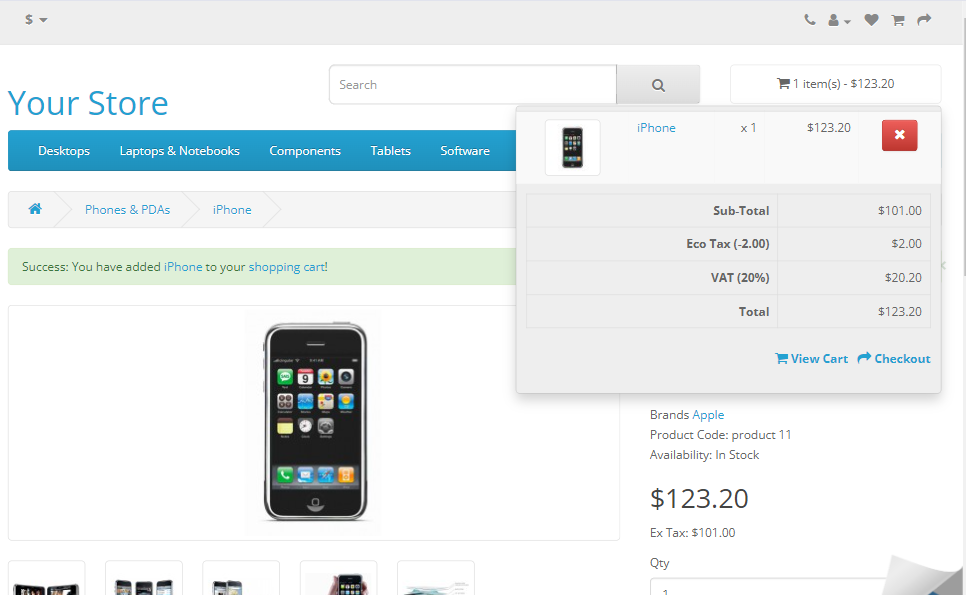 $
Search
1 item(s) - $123.20
Your Store
Desktops Laptops & Notebooks Components Tablets Software
iPhone x 1 $123.20
Phones & PDAs iPhone
Sub-Total $101.00
Eco Tax (-2.00) $2.00
VAT (20%) $20.20
Total $123.20
View Cart Checkout
Success: You have added iPhone to your shopping cart!
Brands Apple
Product Code: product 11
Availability: In Stock
$123.20
Ex Tax: $101.00
Qty
1